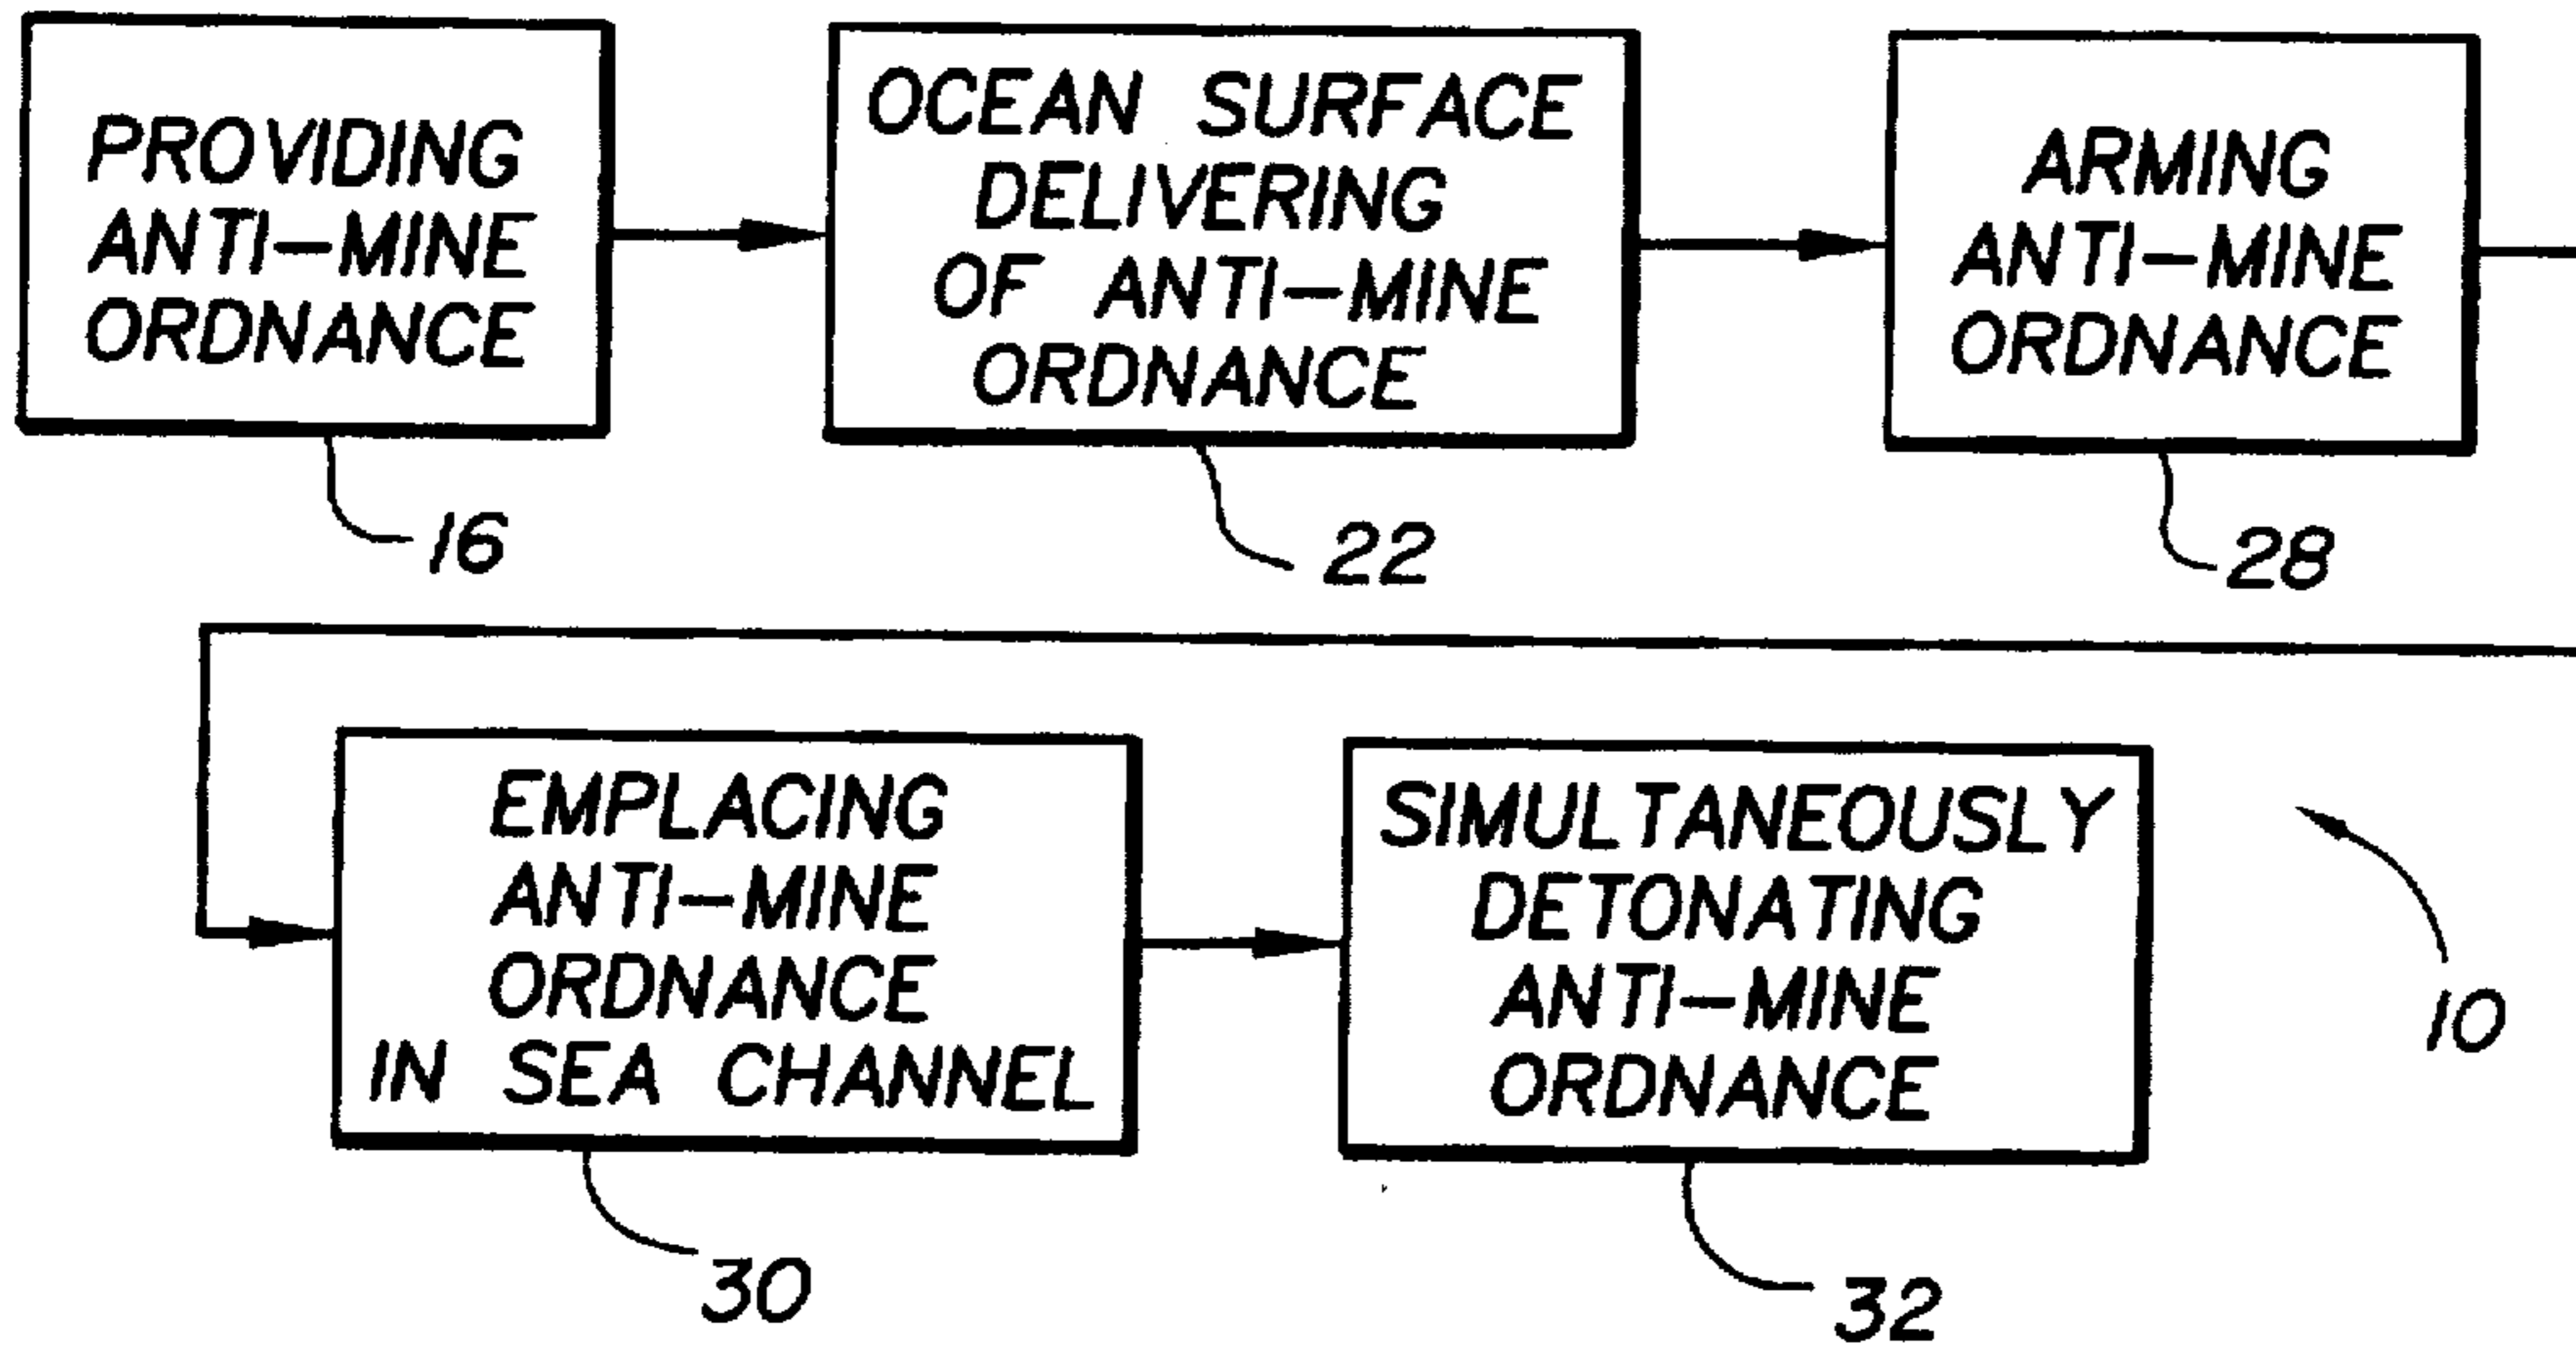 PROVIDING
ANTI-MINE
ORDNANCE
16
OCEAN SURFACE
DELIVERING
OF ANTI-MINE
ORDNANCE
22
ARMING
ANTI-MINE
ORDNANCE
28
EMPLACING
ANTI-MINE
ORDNANCE
IN SEA CHANNEL
30
SIMULTANEOUSLY
DETONATING
ANTI-MINE
ORDNANCE
32
10